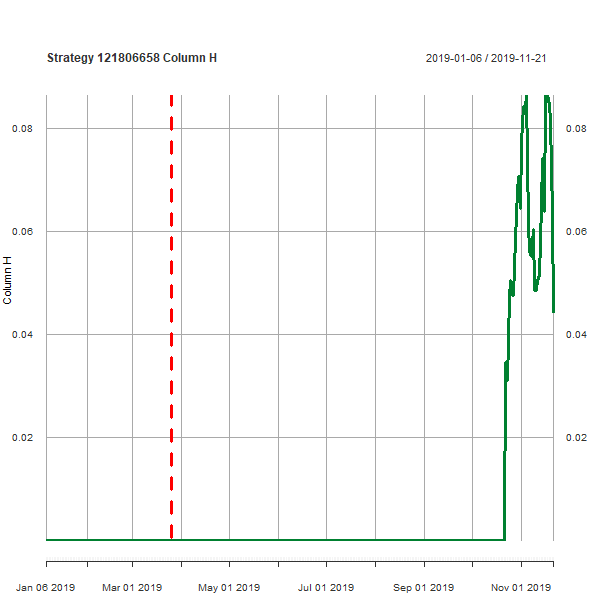 Strategy 121806658 Column H 2019-01-06 / 2019-11-21
0.08 0.08
0.06 0.06
Column H
0.04 0.04
0.02 0.02
Jan 06 2019 Mar 01 2019 May 01 2019 Jul 01 2019 Sep 01 2019 Nov 01 2019